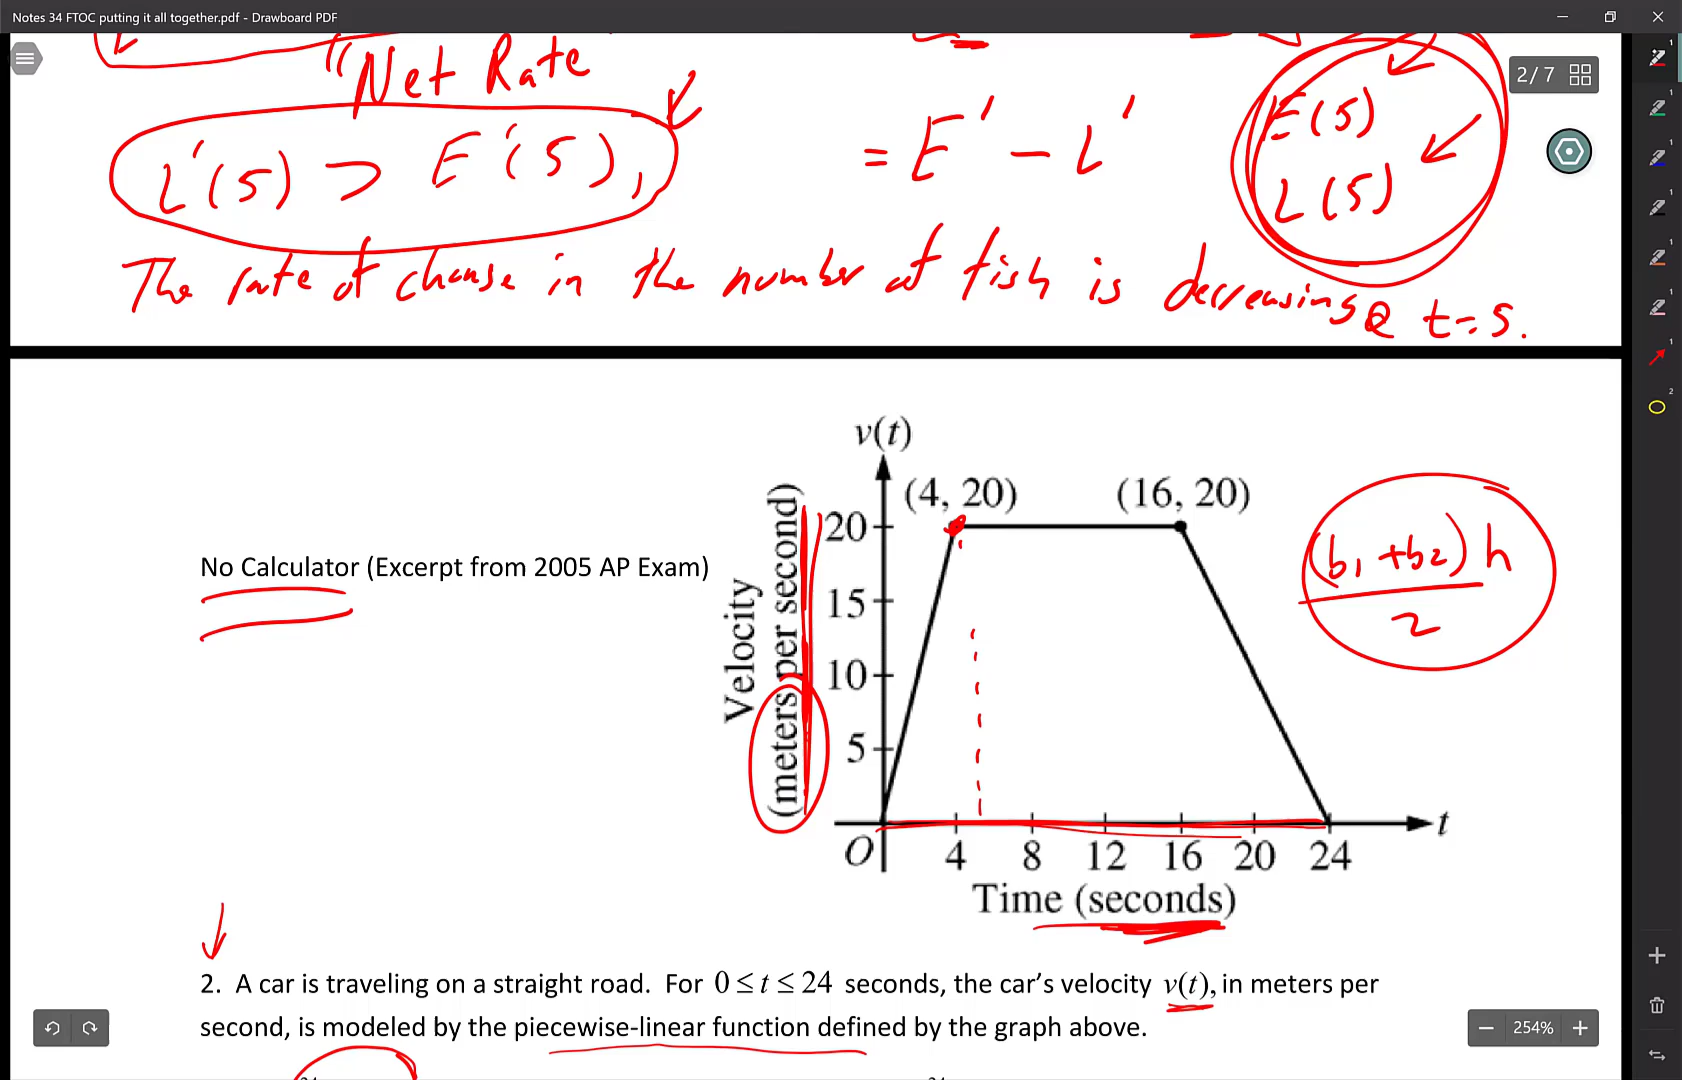 Notes 34 FTOC putting it all together.pdf - Drawboard PDF
2 / 7
"Net Rate
L'(5) > E'(5),
= E' - L'
E(5)
L(5)
The rate of change in the number of fish is decreasing @ t=5.
v(t)
(4, 20)
(16, 20)
20
15
10
5
Velocity
(meters per second)
(b1 + b2) h
2
No Calculator (Excerpt from 2005 AP Exam)
O
4 8 12 16 20 24
t
Time (seconds)
2. A car is traveling on a straight road. For 0 ≤ t ≤ 24 seconds, the car's velocity v(t), in meters per
second, is modeled by the piecewise-linear function defined by the graph above.
254%